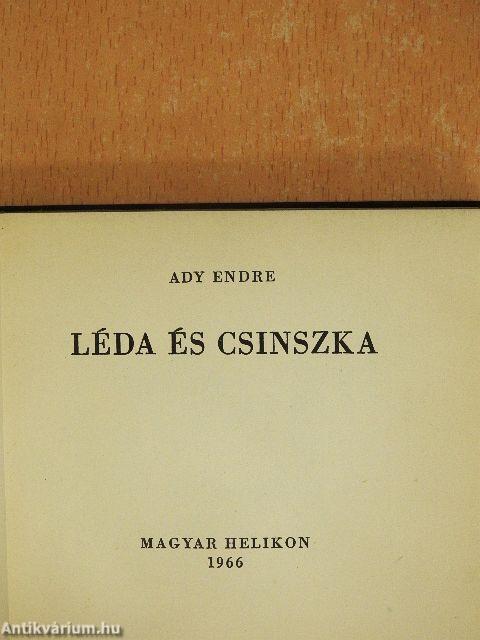 ADY ENDRE
LÉDA ÉS CSINSZKA
MAGYAR HELIKON
1966
Antikvárium.hu